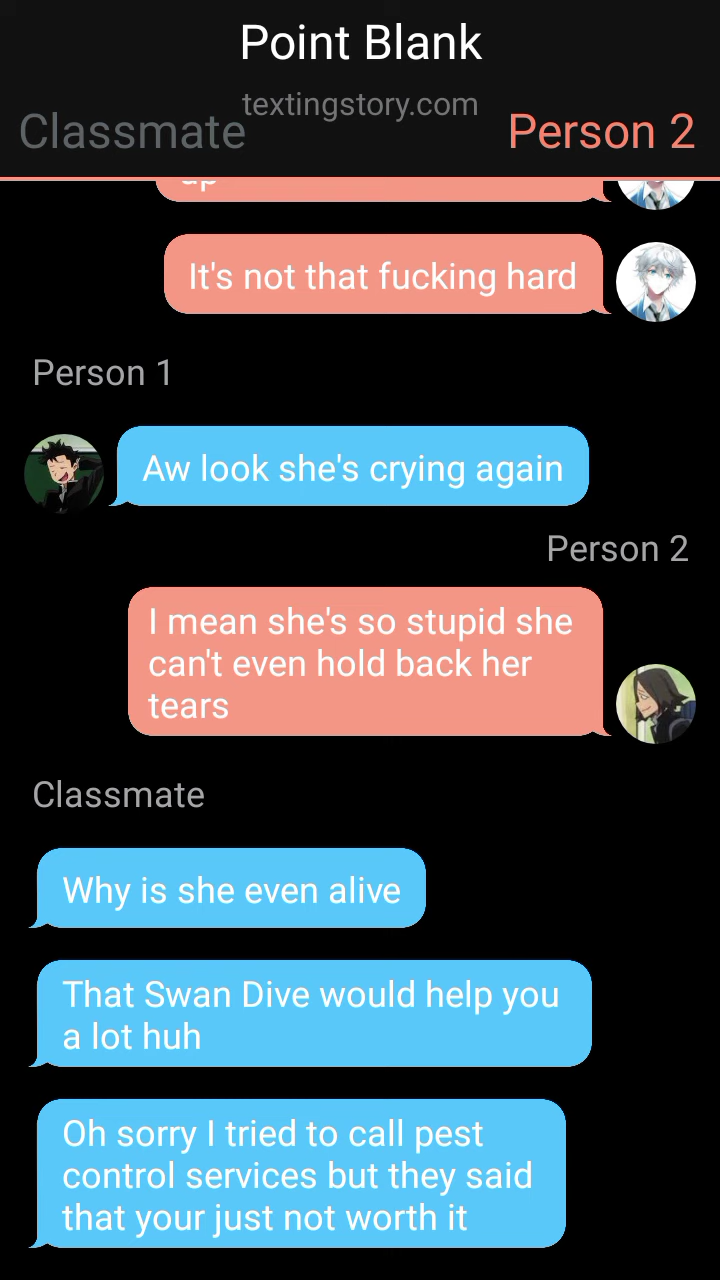 Point Blank
textingstory.com
Classmate Person 2
up
It's not that fucking hard
Person 1
Aw look she's crying again
Person 2
I mean she's so stupid she
can't even hold back her
tears
Classmate
Why is she even alive
That Swan Dive would help you
a lot huh
Oh sorry I tried to call pest
control services but they said
that your just not worth it